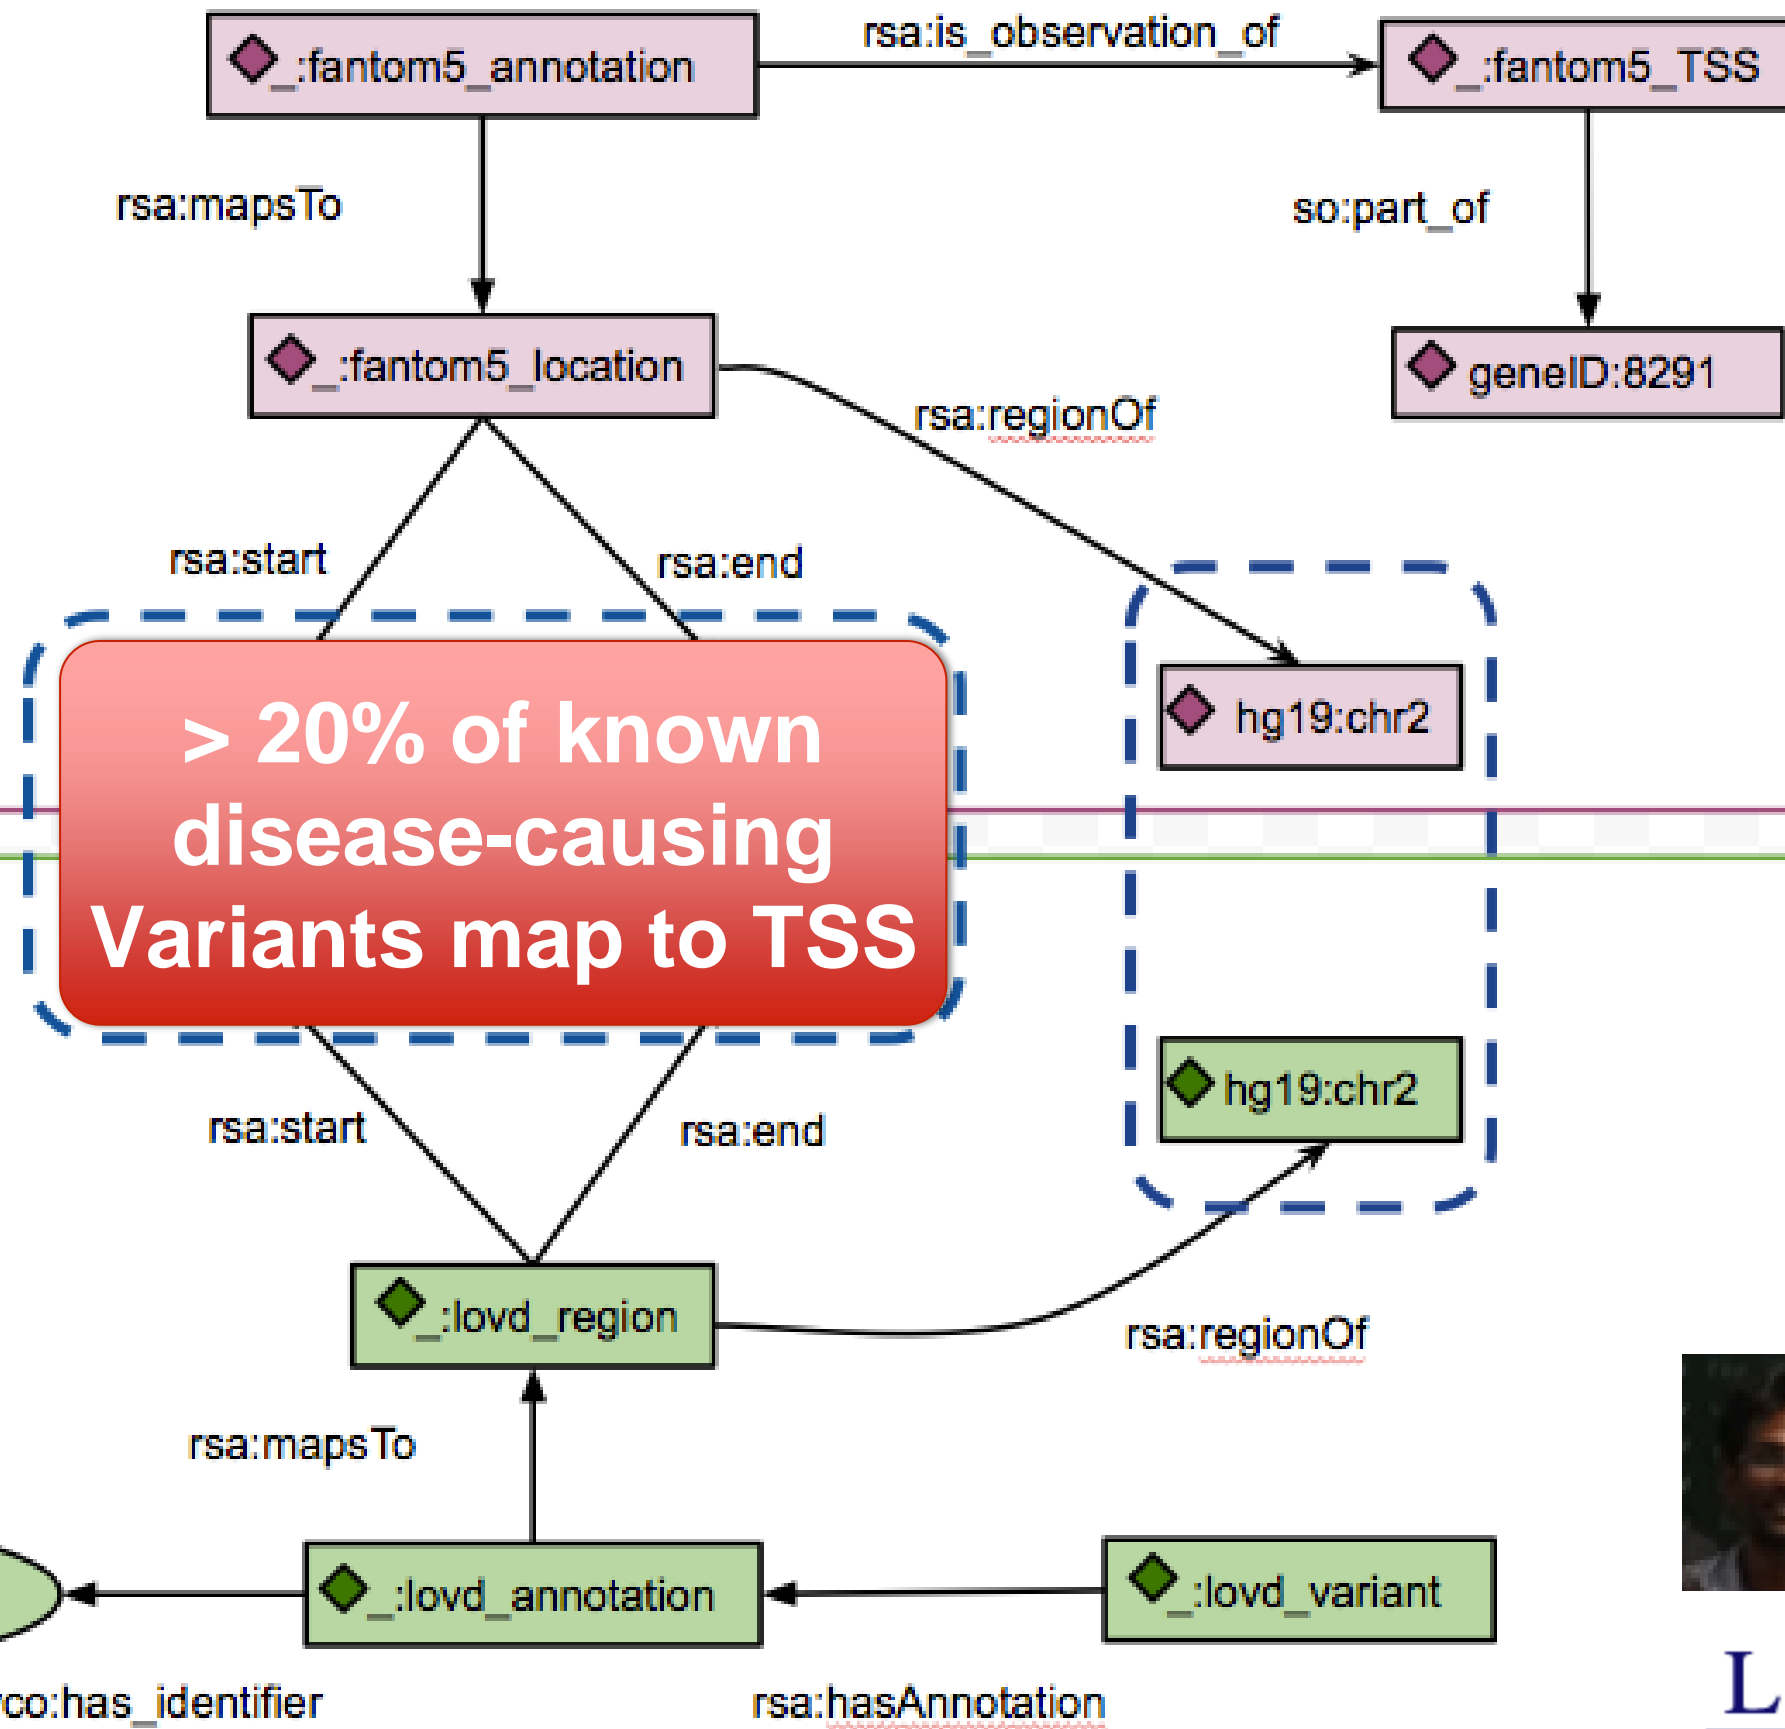 rsa:is_observation_of
_:fantom5_annotation
_:fantom5_TSS
rsa:mapsTo
so:part_of
_:fantom5_location
geneID:8291
rsa:regionOf
rsa:start
rsa:end
> 20% of known
disease-causing
Variants map to TSS
hg19:chr2
hg19:chr2
rsa:start
rsa:end
_:lovd_region
rsa:regionOf
rsa:mapsTo
_:lovd_annotation
_:lovd_variant
co:has_identifier
rsa:hasAnnotation
L